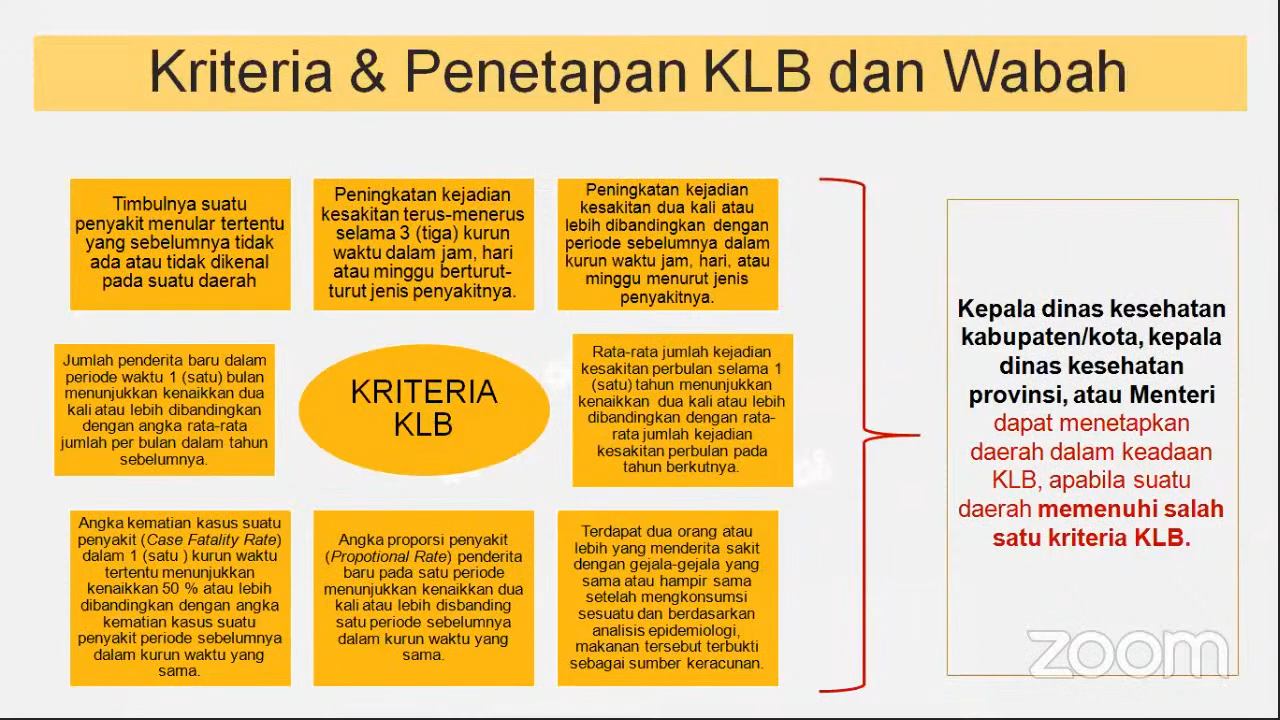 Kriteria & Penetapan KLB dan Wabah
Timbulnya suatu
penyakit menular tertentu
yang sebelumnya tidak
ada atau tidak dikenal
pada suatu daerah
Peningkatan kejadian
kesakitan terus-menerus
selama 3 (tiga) kurun
waktu dalam jam, hari
atau minggu berturut-
turut jenis penyakitnya.
Peningkatan kejadian
kesakitan dua kali atau
lebih dibandingkan dengan
periode sebelumnya dalam
kurun waktu jam, hari, atau
minggu menurut jenis
penyakitnya.
Jumlah penderita baru dalam
periode waktu 1 (satu) bulan
menunjukkan kenaikkan dua
kali atau lebih dibandingkan
dengan angka rata-rata
jumlah per bulan dalam tahun
sebelumnya.
KRITERIA
KLB
Rata-rata jumlah kejadian
kesakitan perbulan selama 1
(satu) tahun menunjukkan
kenaikkan dua kali atau lebih
dibandingkan dengan rata-
rata jumlah kejadian
kesakitan perbulan pada
tahun berkutnya.
Angka kematian kasus suatu
penyakit (Case Fatality Rate)
dalam 1 (satu ) kurun waktu
tertentu menunjukkan
kenaikkan 50 % atau lebih
dibandingkan dengan angka
kematian kasus suatu
penyakit periode sebelumnya
dalam kurun waktu yang
sama.
Angka proporsi penyakit
(Propotional Rate) penderita
baru pada satu periode
menunjukkan kenaikkan dua
kali atau lebih disbanding
satu periode sebelumnya
dalam kurun waktu yang
sama.
Terdapat dua orang atau
lebih yang menderita sakit
dengan gejala-gejala yang
sama atau hampir sama
setelah mengkonsumsi
sesuatu dan berdasarkan
analisis epidemiologi,
makanan tersebut terbukti
sebagai sumber keracunan.
Kepala dinas kesehatan
kabupaten/kota, kepala
dinas kesehatan
provinsi, atau Menteri
dapat menetapkan
daerah dalam keadaan
KLB, apabila suatu
daerah memenuhi salah
satu kriteria KLB.
zoom